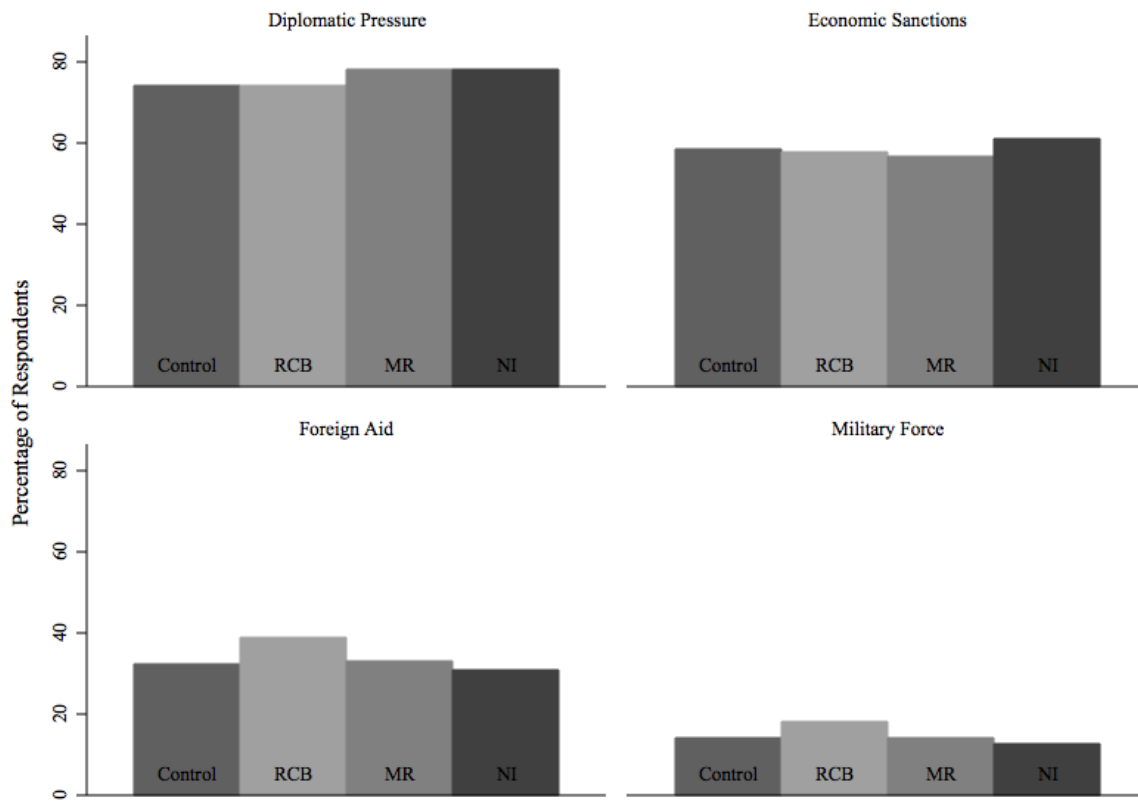 Diplomatic Pressure
Economic Sanctions
80
60
40
20
0
Control RCB MR NI
Control RCB MR NI
Percentage of Respondents
Foreign Aid
Military Force
80
60
40
20
0
Control RCB MR NI
Control RCB MR NI